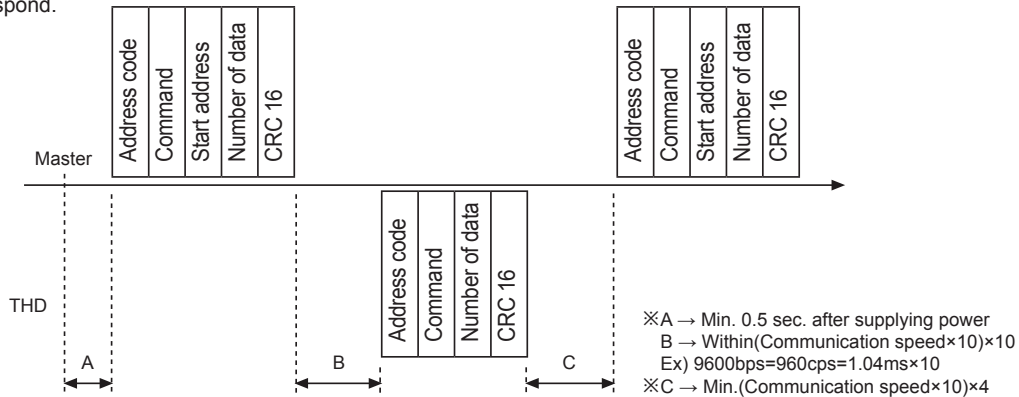 spond.
Address code
Command
Start address
Number of data
CRC 16
Address code
Command
Start address
Number of data
CRC 16
Master
Address code
Command
Number of data
CRC 16
THD
A
B
C
※A → Min. 0.5 sec. after supplying power
B → Within(Communication speed×10)×10
Ex) 9600bps=960cps=1.04ms×10
※C → Min.(Communication speed×10)×4